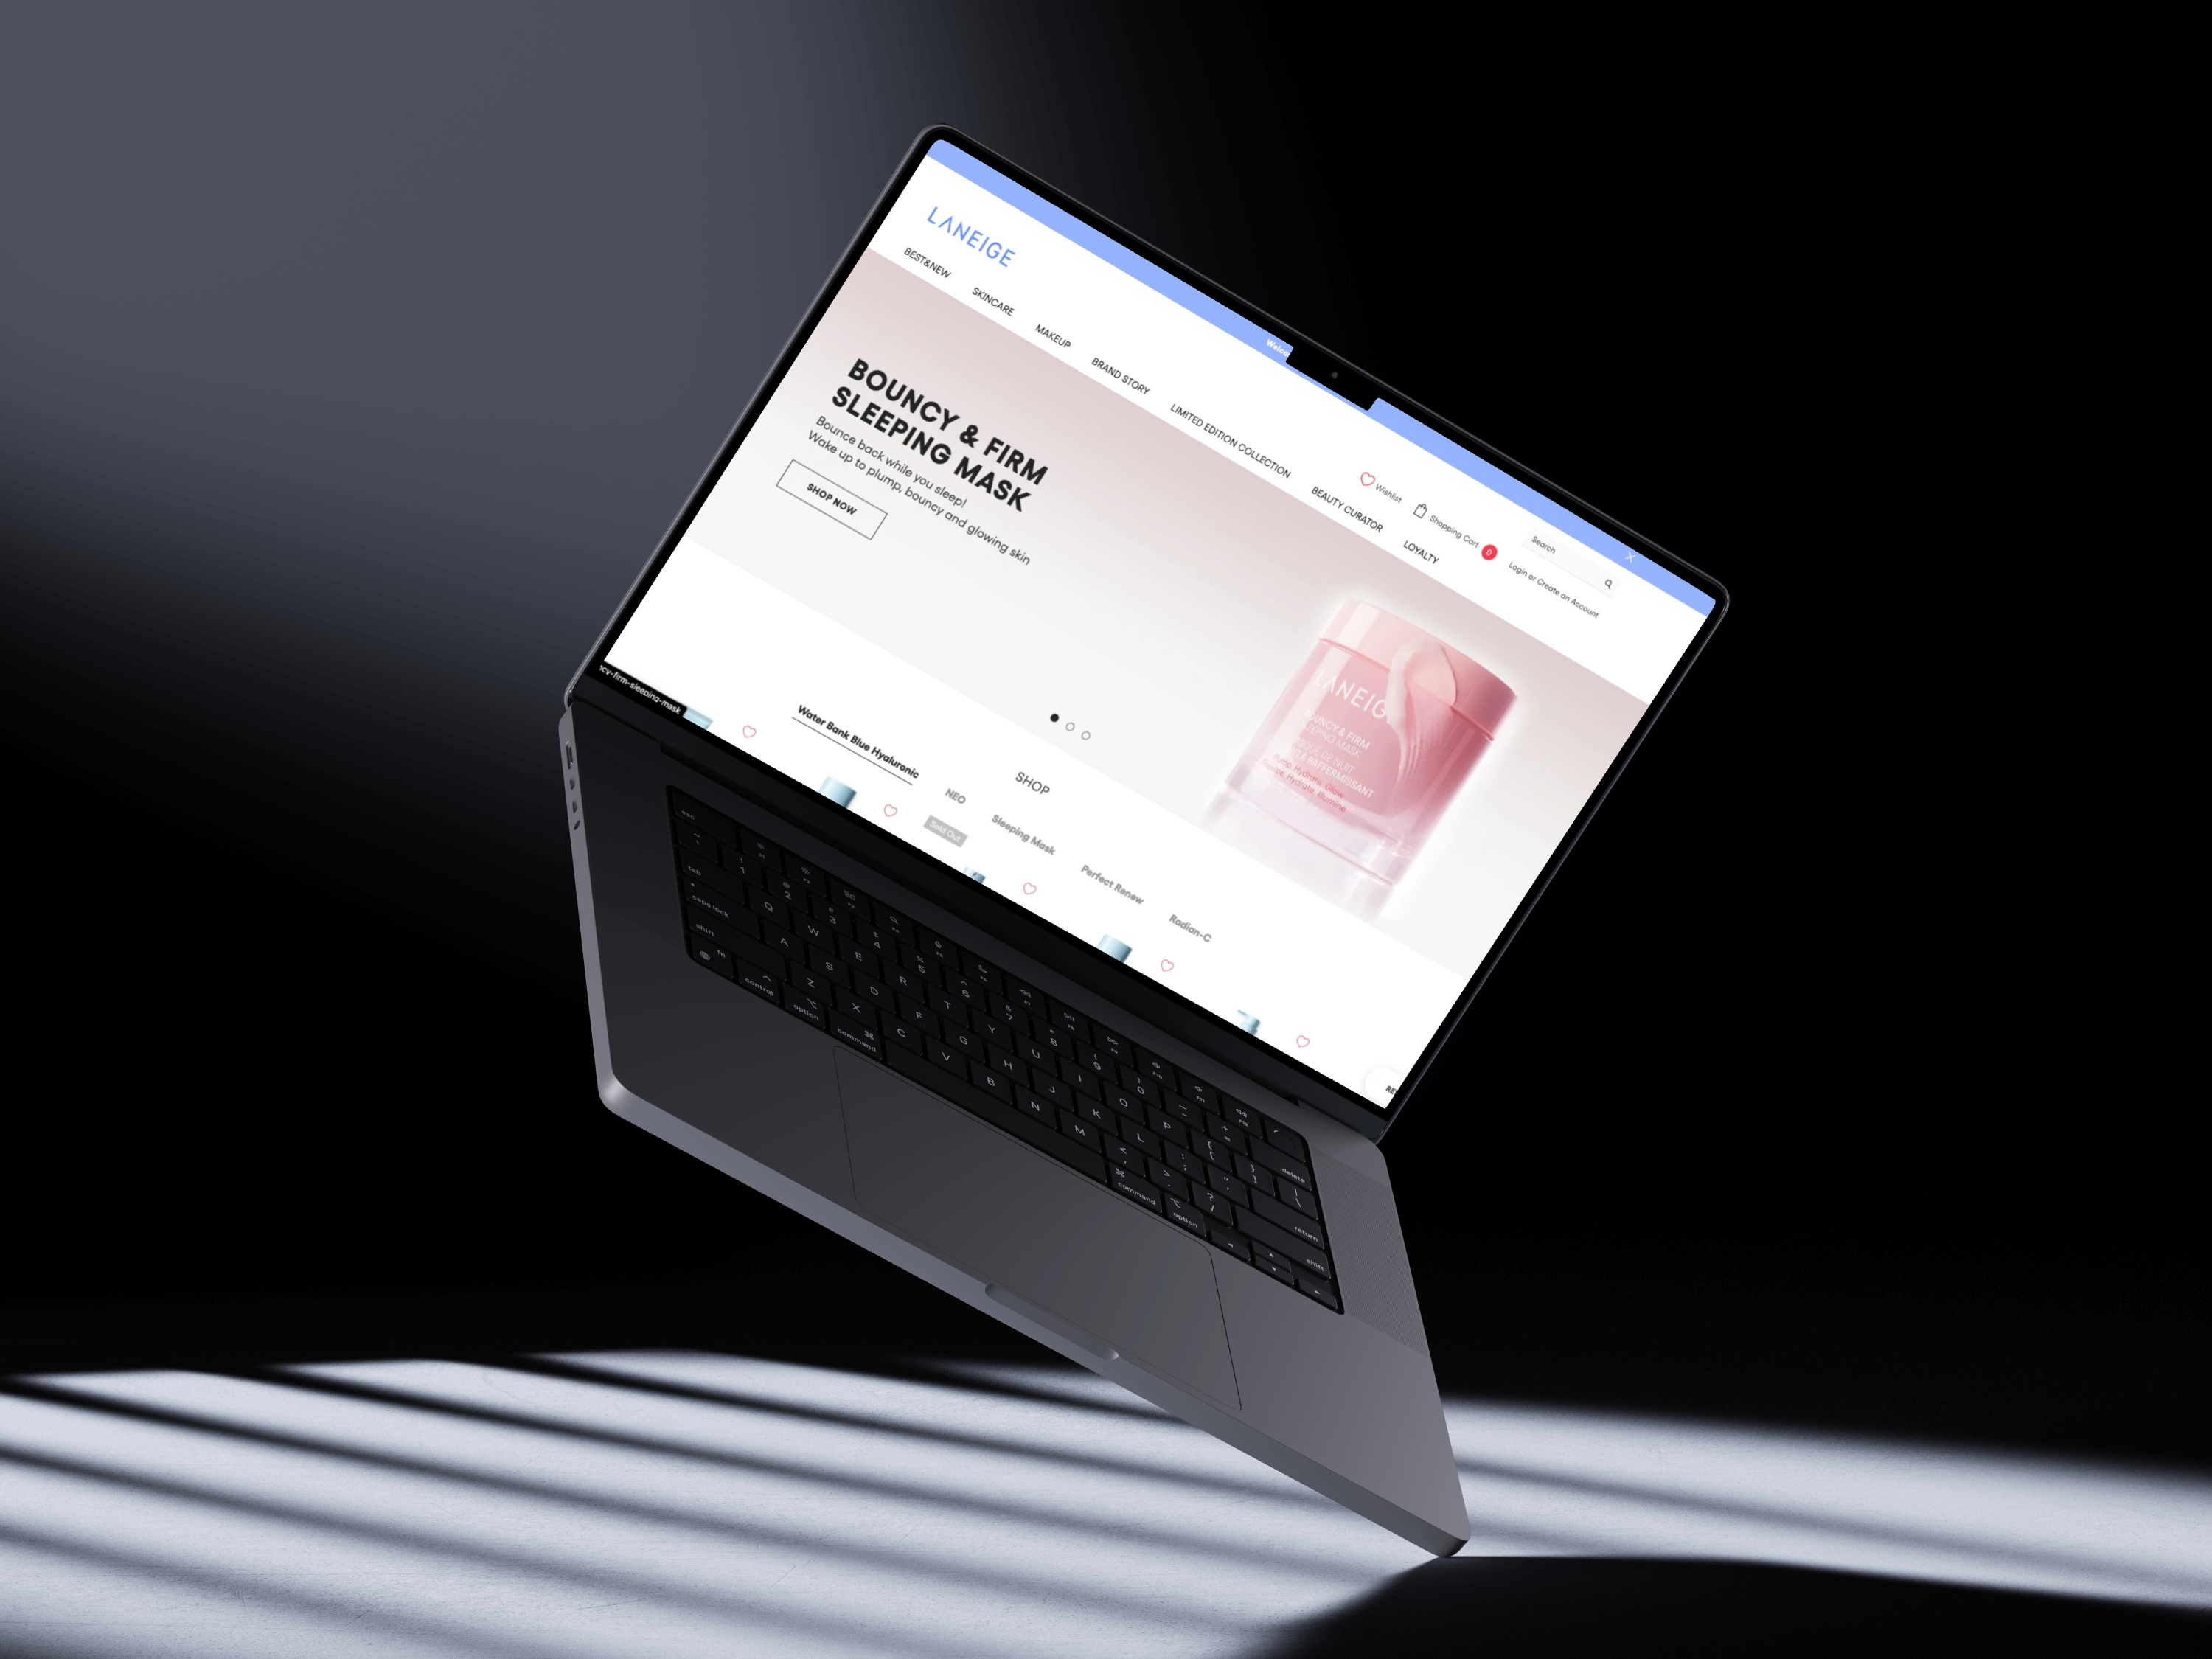 Welco
LANEIGE
Wishlist
Shopping Cart 0
Search
Login or Create an Account
BEST&NEW
SKINCARE
MAKEUP
BRAND STORY
LIMITED EDITION COLLECTION
BEAUTY CURATOR
LOYALTY
BOUNCY & FIRM
SLEEPING MASK
Bounce back while you sleep!
Wake up to plump, bouncy and glowing skin
SHOP NOW
LANEIG
BOUNCY & FIRM
EEPING MASK
QUE DE NUIT
T & RAFFERMISSANT
Plump, Hydrate, Glow
Hydrate, Illumine
SHOP
Water Bank Blue Hyaluronic
NEO
Sleeping Mask
Perfect Renew
Radian-C
Sold Out
cy-firm-sleeping-mask
esc
tab
caps lock
shift
fn
control
option
command
1 2 3 4 5 6 7 8 9 0
Q W E R T Y U I O P
A S D F G H J K L
Z X C V B N M
command
option
delete
return
shift